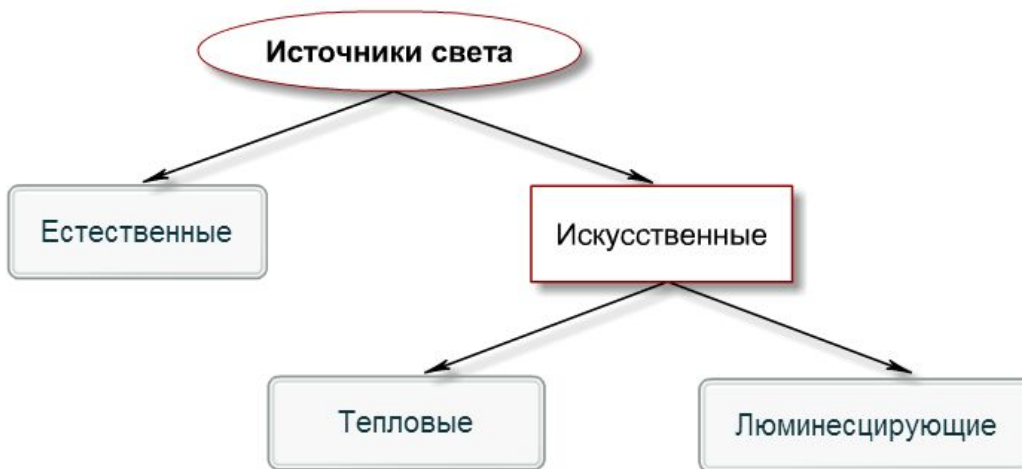 Источники света
Естественные
Искусственные
Тепловые
Люминесцирующие